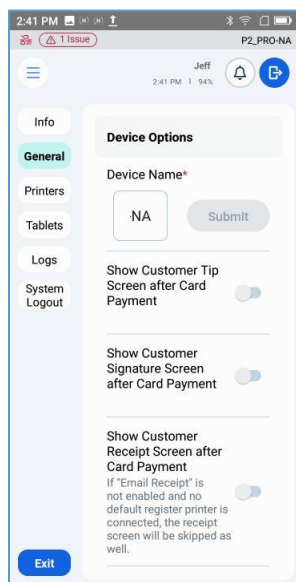 2:41 PM
1 Issue
P2_PRO-NA
Jeff
2:41 PM | 94%
Info
General
Printers
Tablets
Logs
System
Logout
Exit
Device Options
Device Name*
-NA
Submit
Show Customer Tip
Screen after Card
Payment
Show Customer
Signature Screen
after Card Payment
Show Customer
Receipt Screen after
Card Payment
If "Email Receipt" is
not enabled and no
default register printer is
connected, the receipt
screen will be skipped as
well.